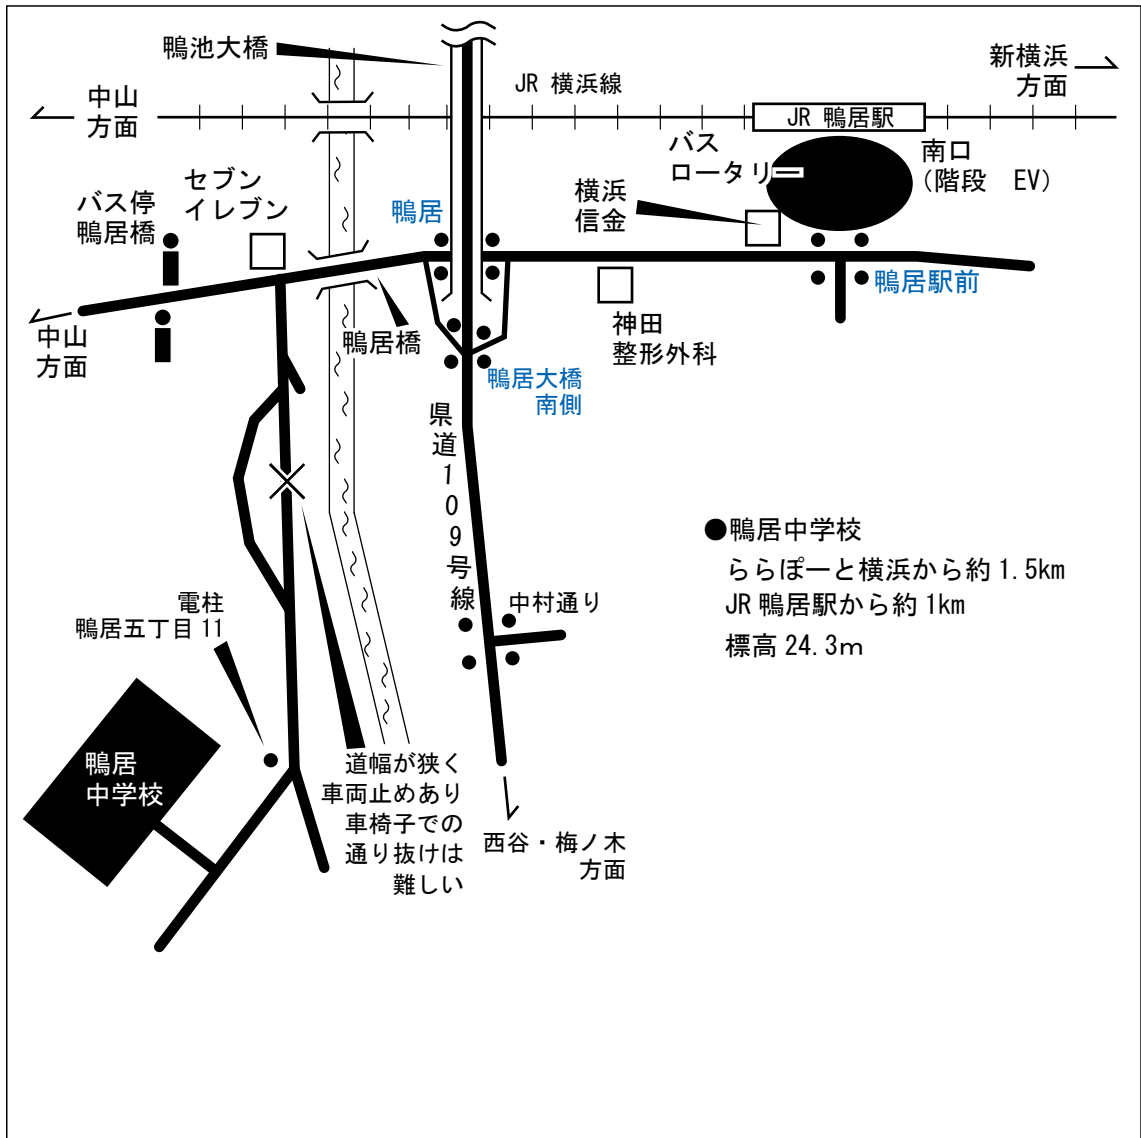 鴨池大橋
JR 横浜線
新横浜
方面
中山
方面
JR 鴨居駅
バス
ロータリー
南口
（階段　EV）
セブン
イレブン
バス停
鴨居橋
鴨居
横浜
信金
鴨居駅前
中山
方面
鴨居橋
神田
整形外科
鴨居大橋
南側
県道109号線
●鴨居中学校
ららぽーと横浜から約 1.5km
JR 鴨居駅から約 1km
標高 24.3m
中村通り
電柱
鴨居五丁目 11
鴨居
中学校
道幅が狭く
車両止めあり
車椅子での
通り抜けは
難しい
西谷・梅ノ木
方面